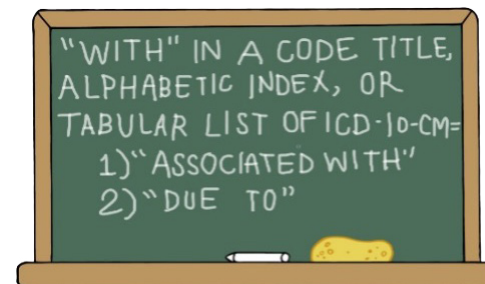 "WITH" IN A CODE TITLE,
ALPHABETIC INDEX, OR
TABULAR LIST OF ICD-10-CM=
1) "ASSOCIATED WITH"
2) "DUE TO"